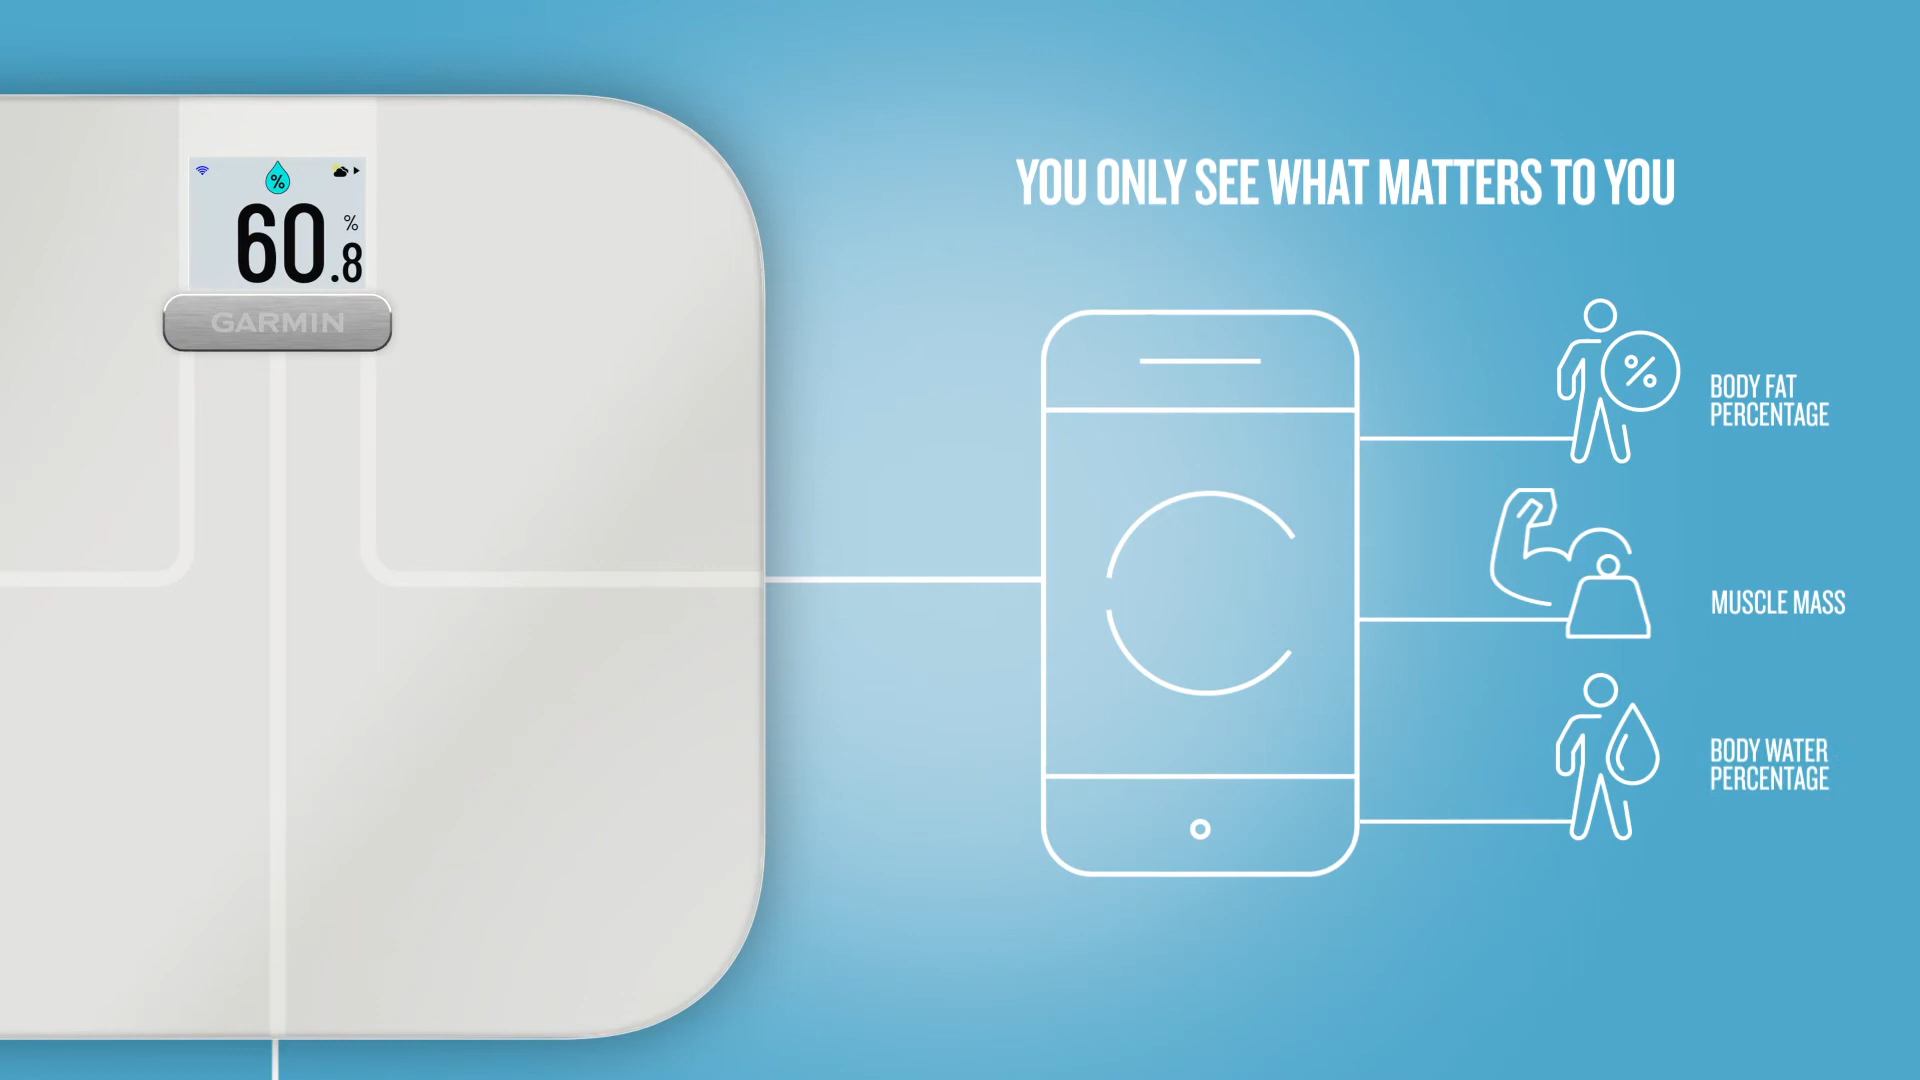 %
60.8 %
GARMIN
YOU ONLY SEE WHAT MATTERS TO YOU
%
BODY FAT
PERCENTAGE
MUSCLE MASS
BODY WATER
PERCENTAGE